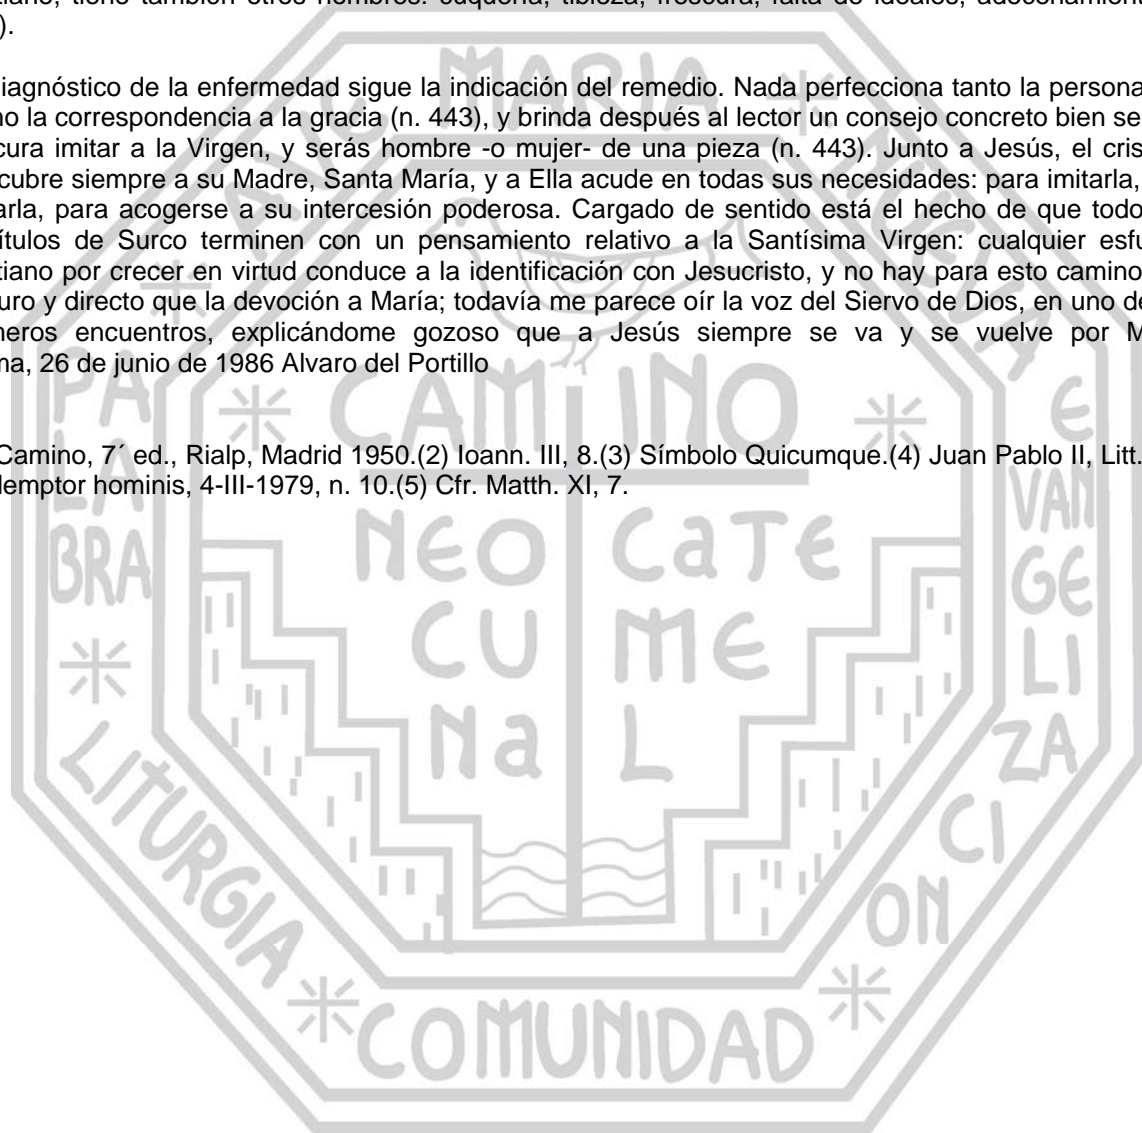 tiano, tiene también otros nombres: cuquería, tibieza, frescura, falta de ideales, adocenamient
).
iagnóstico de la enfermedad sigue la indicación del remedio. Nada perfecciona tanto la persona
no la correspondencia a la gracia (n. 443), y brinda después al lector un consejo concreto bien se
cura imitar a la Virgen, y serás hombre -o mujer- de una pieza (n. 443). Junto a Jesús, el cris
cubre siempre a su Madre, Santa María, y a Ella acude en todas sus necesidades: para imitarla,
arla, para acogerse a su intercesión poderosa. Cargado de sentido está el hecho de que todo
ítulos de Surco terminen con un pensamiento relativo a la Santísima Virgen: cualquier esfu
tiano por crecer en virtud conduce a la identificación con Jesucristo, y no hay para esto camino
uro y directo que la devoción a María; todavía me parece oír la voz del Siervo de Dios, en uno de
neros encuentros, explicándome gozoso que a Jesús siempre se va y se vuelve por M
na, 26 de junio de 1986 Alvaro del Portillo
Camino, 7´ ed., Rialp, Madrid 1950.(2) Ioann. III, 8.(3) Símbolo Quicumque.(4) Juan Pablo II, Litt.
lemptor hominis, 4-III-1979, n. 10.(5) Cfr. Matth. XI, 7.
AVE
MARIA
CAMINO
NEO CaTE
CU ME
Na L
PA
LA
BRA
LITURGIA
COMUNIDAD
E
VAN
GE
LI
ZA
CI
ON